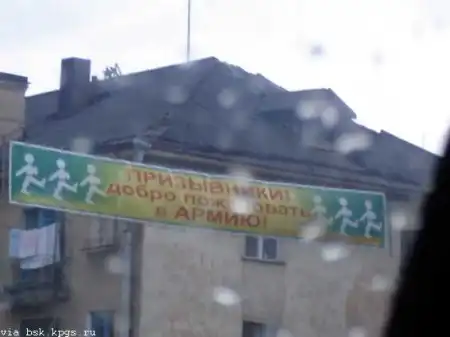 ПРИЗЫВНИКИ!
добро пожаловать
в АРМИЮ!
via bsk.kpgs.ru